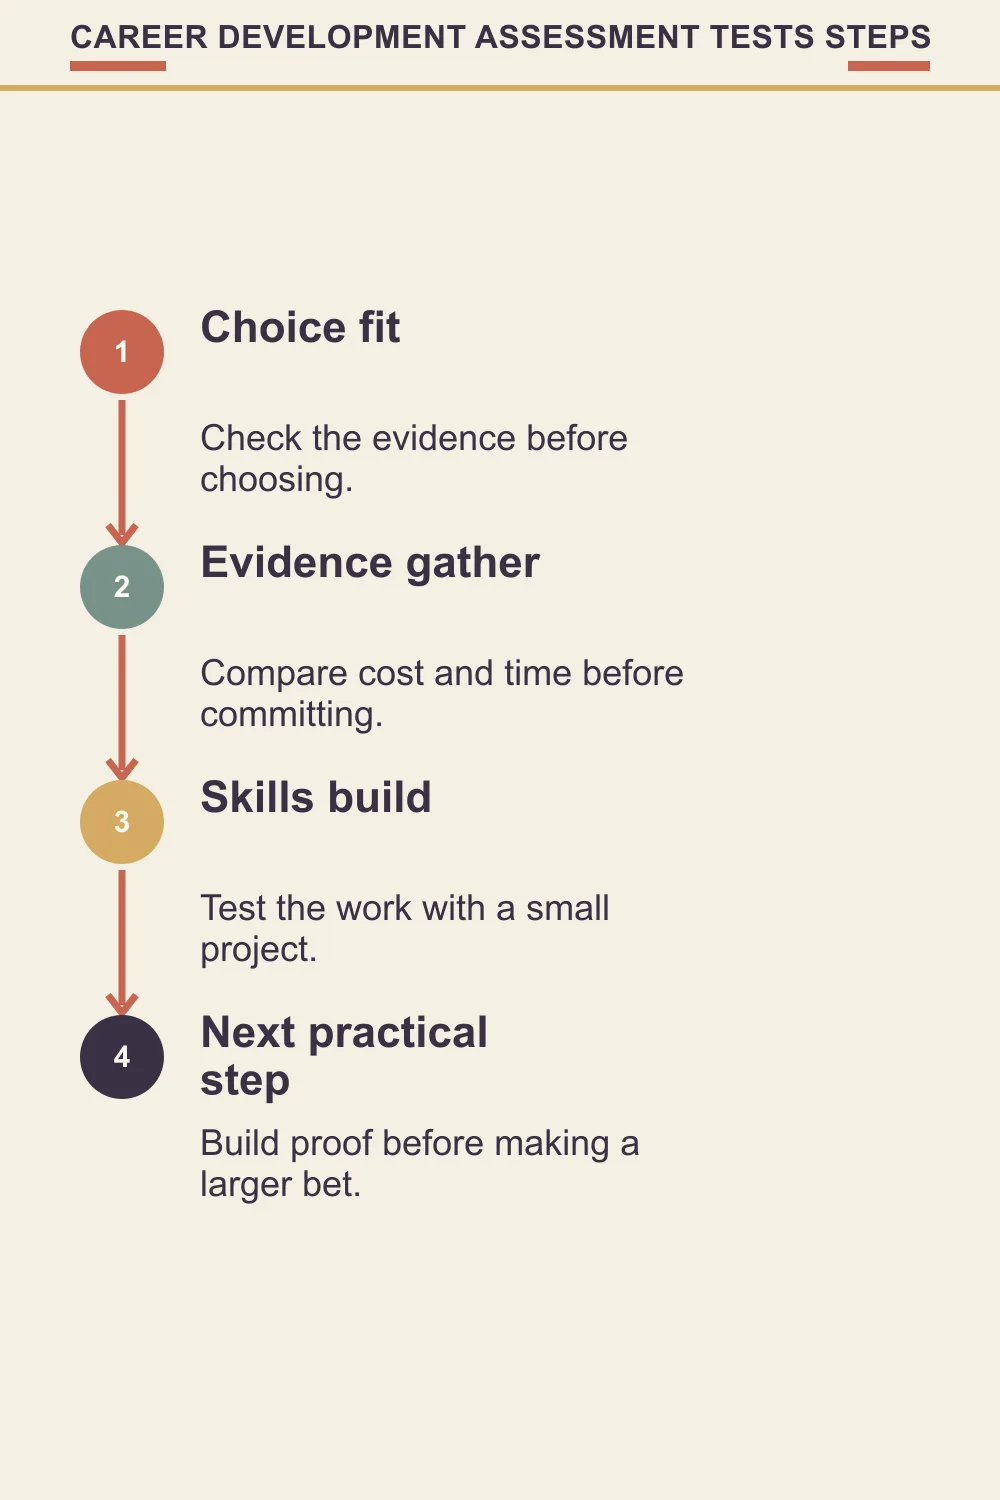 CAREER DEVELOPMENT ASSESSMENT TESTS STEPS
1
Choice fit
Check the evidence before
choosing.
2
Evidence gather
Compare cost and time before
committing.
3
Skills build
Test the work with a small
project.
4
Next practical
step
Build proof before making a
larger bet.